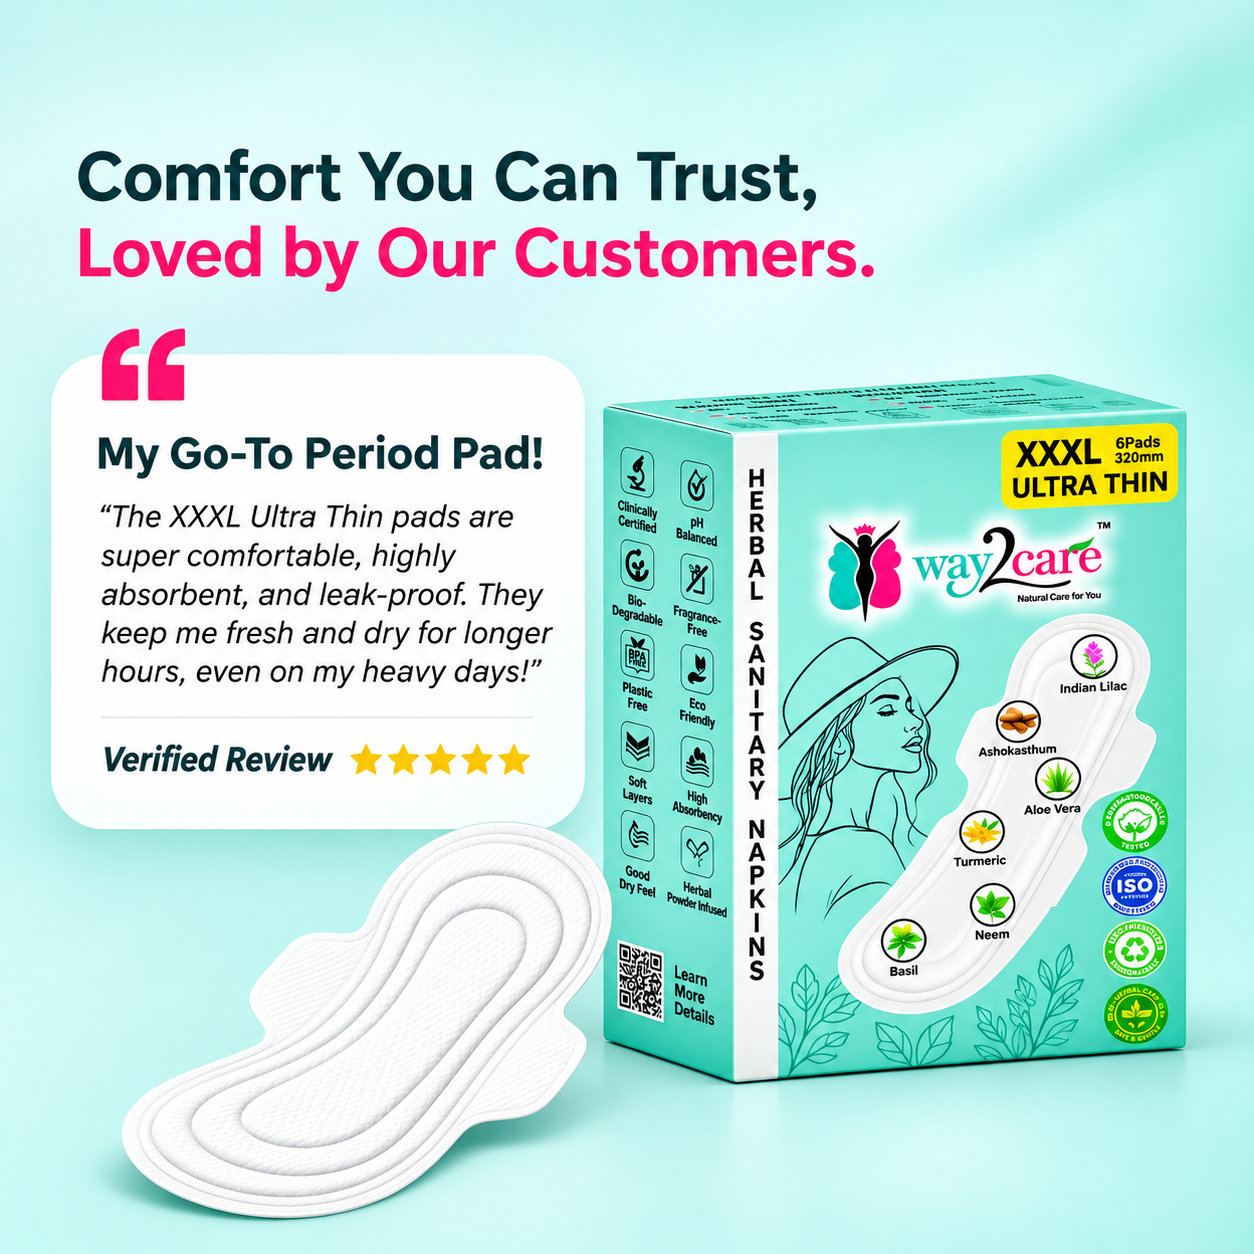 Comfort You Can Trust,
Loved by Our Customers.
My Go-To Period Pad!
“The XXXL Ultra Thin pads are
super comfortable, highly
absorbent, and leak-proof. They
keep me fresh and dry for longer
hours, even on my heavy days!”
Verified Review
Clinically
Certified
pH
Balanced
Bio-
Degradable
Fragrance-
Free
BPA
FREE
Plastic
Free
Eco
Friendly
Soft
Layers
High
Absorbency
Good
Dry Feel
Herbal
Powder Infused
Learn
More
Details
HERBAL SANITARY NAPKINS
XXXL 6Pads
320mm
ULTRA THIN
way2care™
Natural Care for You
Indian Lilac
Ashokasthum
Aloe Vera
Turmeric
Neem
Basil
TESTED
ISO